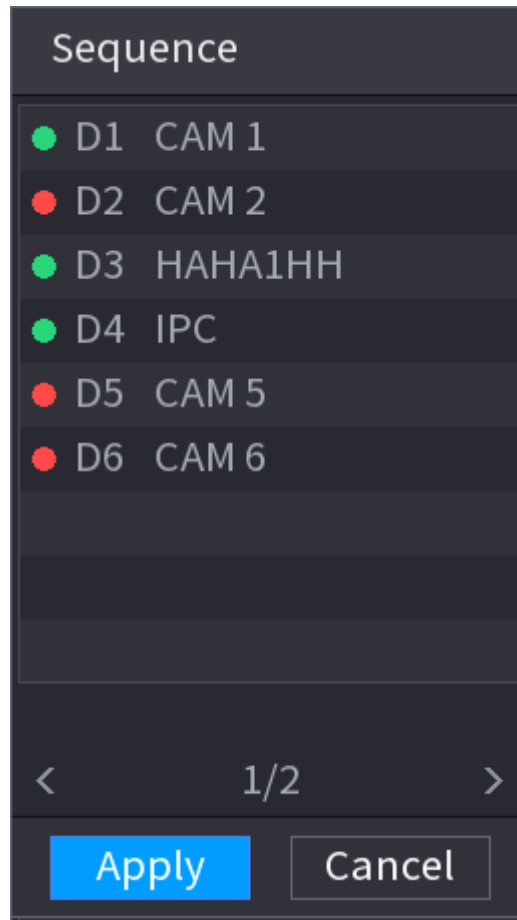 Sequence
D1 CAM 1
D2 CAM 2
D3 HAHA1HH
D4 IPC
D5 CAM 5
D6 CAM 6
< 1/2 >
Apply Cancel